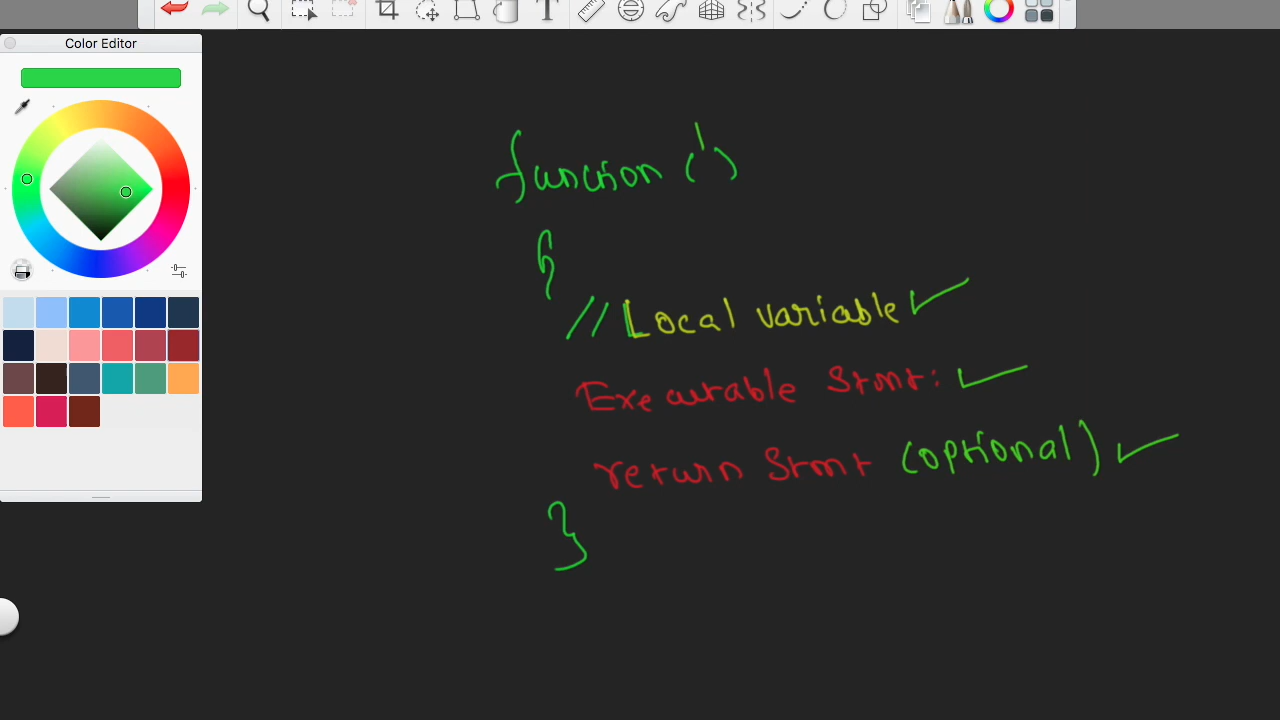 Color Editor
function ( )
{
// Local variable
Executable Stmt:
return Stmt (optional)
}